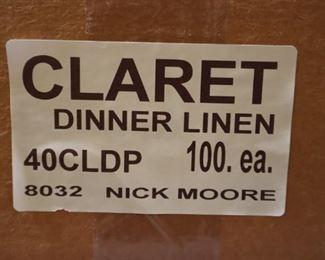 CLARET
DINNER LINEN
40CLDP 100. ea.
8032 NICK MOORE